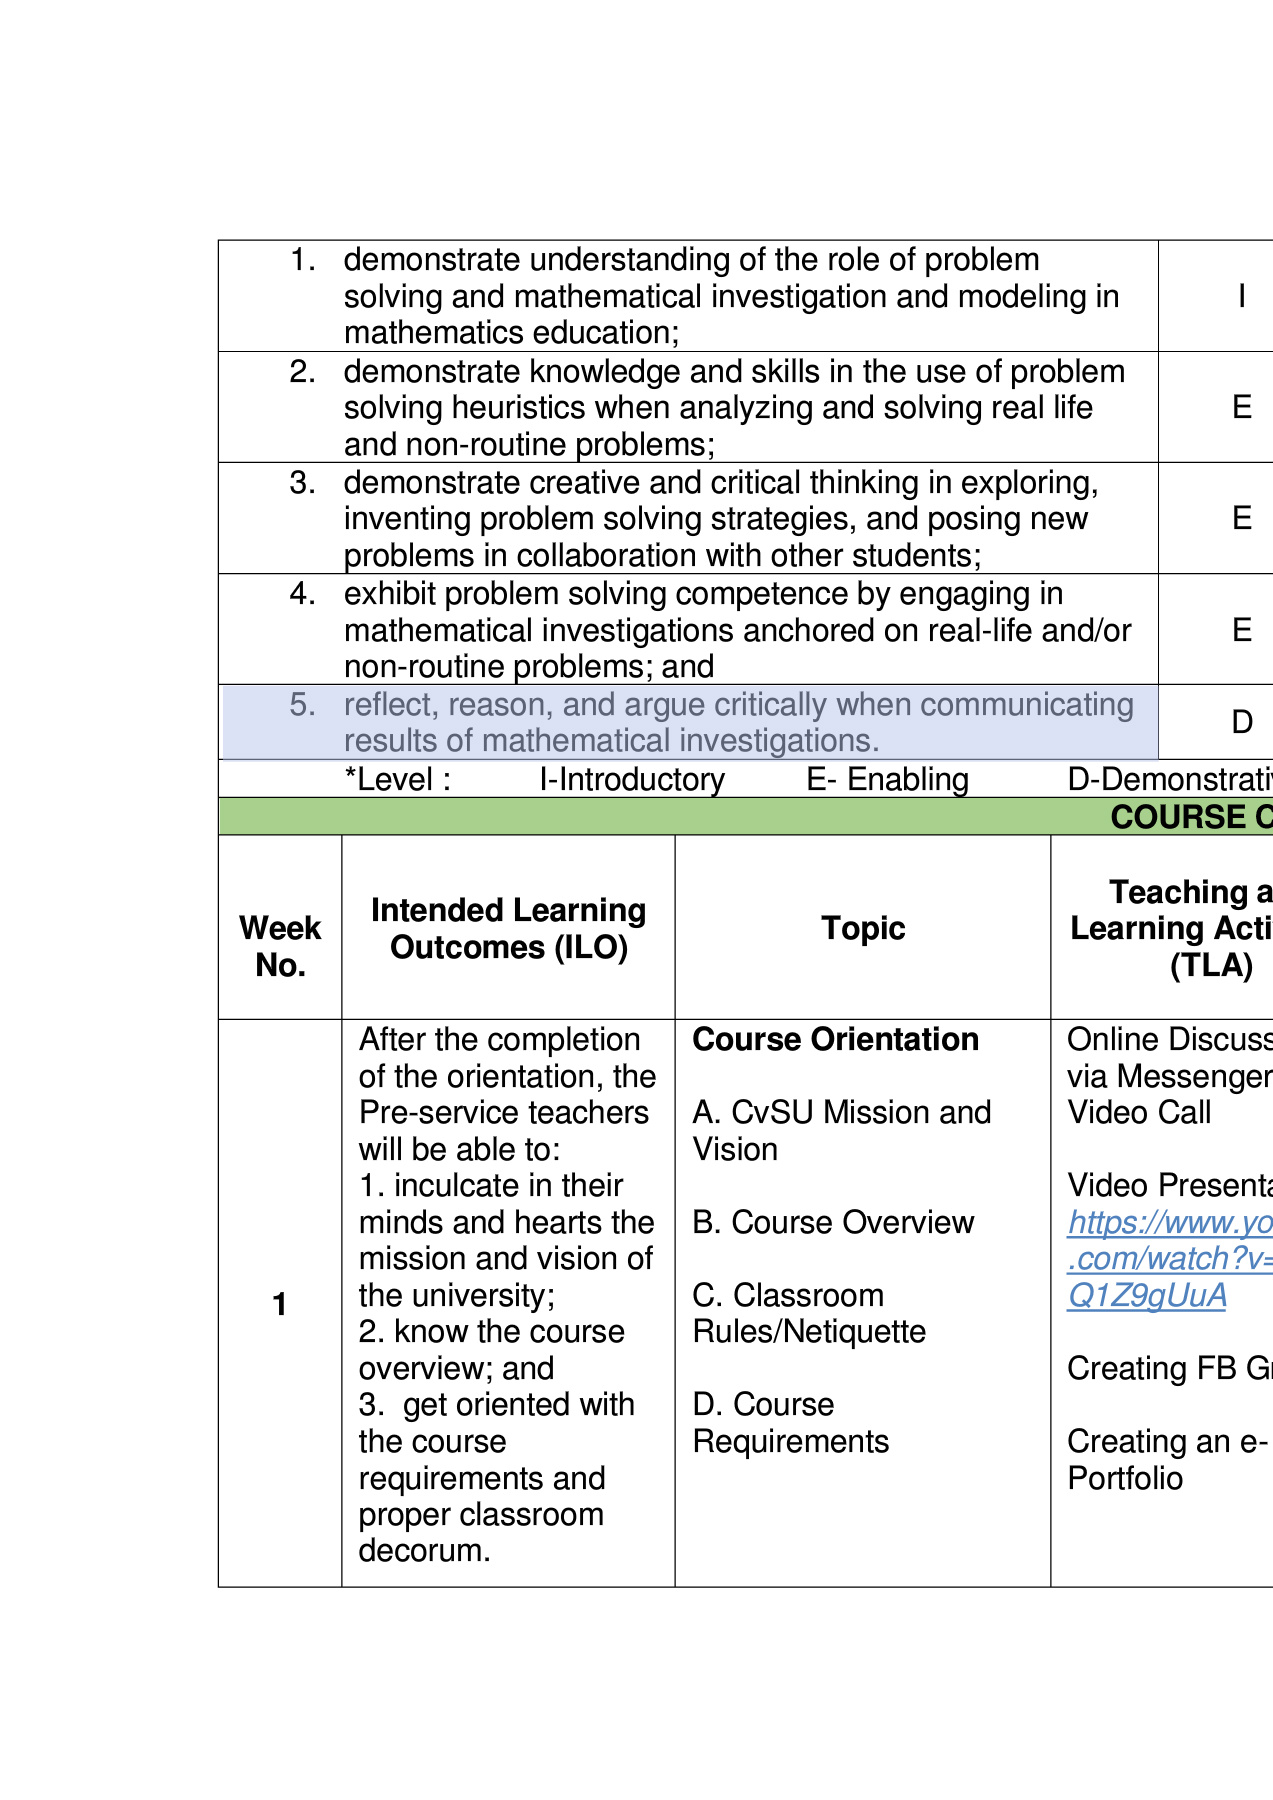 1. demonstrate understanding of the role of problem
solving and mathematical investigation and modeling in
mathematics education;
I
2. demonstrate knowledge and skills in the use of problem
solving heuristics when analyzing and solving real life
and non-routine problems;
E
3. demonstrate creative and critical thinking in exploring,
inventing problem solving strategies, and posing new
problems in collaboration with other students;
E
4. exhibit problem solving competence by engaging in
mathematical investigations anchored on real-life and/or
non-routine problems; and
E
5. reflect, reason, and argue critically when communicating
results of mathematical investigations.
D
*Level : I-Introductory E- Enabling D-Demonstrativ
COURSE C
Week
No.
Intended Learning
Outcomes (ILO)
Topic
Teaching a
Learning Acti
(TLA)
1
After the completion
of the orientation, the
Pre-service teachers
will be able to:
1. inculcate in their
minds and hearts the
mission and vision of
the university;
2. know the course
overview; and
3. get oriented with
the course
requirements and
proper classroom
decorum.
Course Orientation
A. CvSU Mission and
Vision
B. Course Overview
C. Classroom
Rules/Netiquette
D. Course
Requirements
Online Discuss
via Messenger
Video Call
Video Presenta
https://www.yo
.com/watch?v=
Q1Z9gUuA
Creating FB Gr
Creating an e-
Portfolio